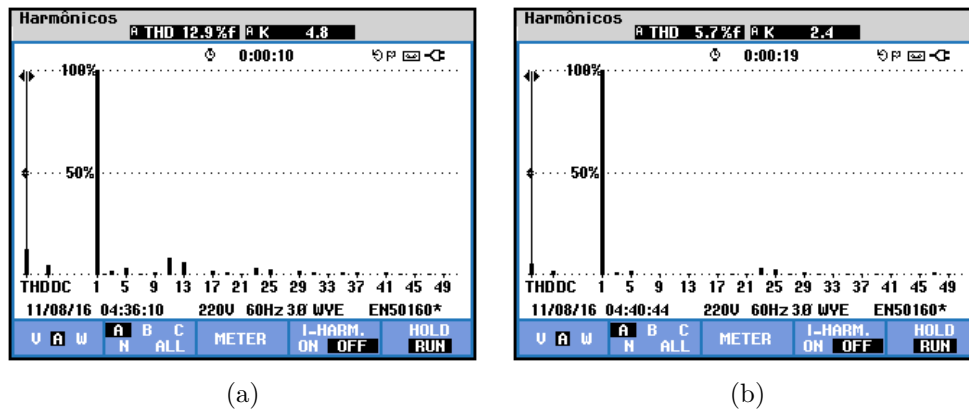 Harmônicos
A THD 12.9%f A K 4.8
0:00:10
100%
50%
THD DC 1 5 9 13 17 21 25 29 33 37 41 45 49
11/08/16 04:36:10 220V 60Hz 3Ø WYE EN50160*
V A W A B C N ALL METER I-HARM. ON OFF HOLD RUN
(a)
Harmônicos
A THD 5.7%f A K 2.4
0:00:19
P
100%
50%
THD DC 1 5 9 13 17 21 25 29 33 37 41 45 49
11/08/16 04:40:44 220V 60Hz 3Ø WYE EN50160*
V A W A B C N ALL METER I-HARM. ON OFF HOLD RUN
(b)